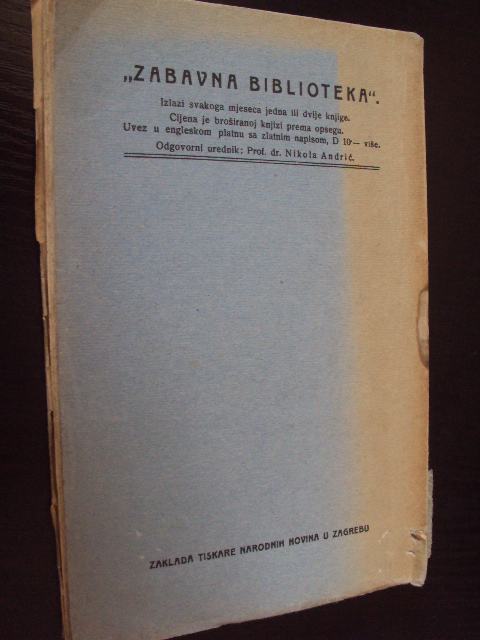 „ZABAVNA BIBLIOTEKA“.
Izlazi svakoga mjeseca jedna ili dvije knjige.
Cijena je broširanoj knjizi prema opsega.
Uvez u engleskom platnu sa zlatnim napisom, D 10·— više.
Odgovorni urednik: Prof. dr. Nikola Andrić.
ZAKLADA TISKARE NARODNIH NOVINA U ZAGREBU